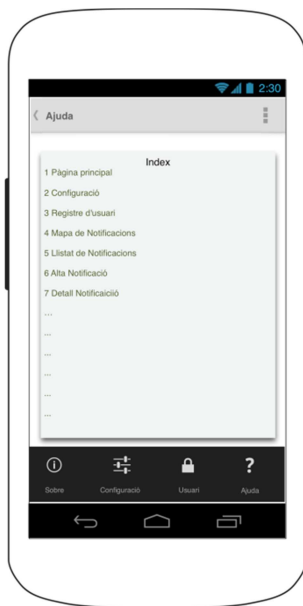 2:30
Ajuda
Index
1 Pàgina principal
2 Configuració
3 Registre d'usuari
4 Mapa de Notificacions
5 Llistat de Notificacions
6 Alta Notificació
7 Detall Notificaiciió
...
...
...
...
...
...
Sobre Configuració Usuari Ajuda